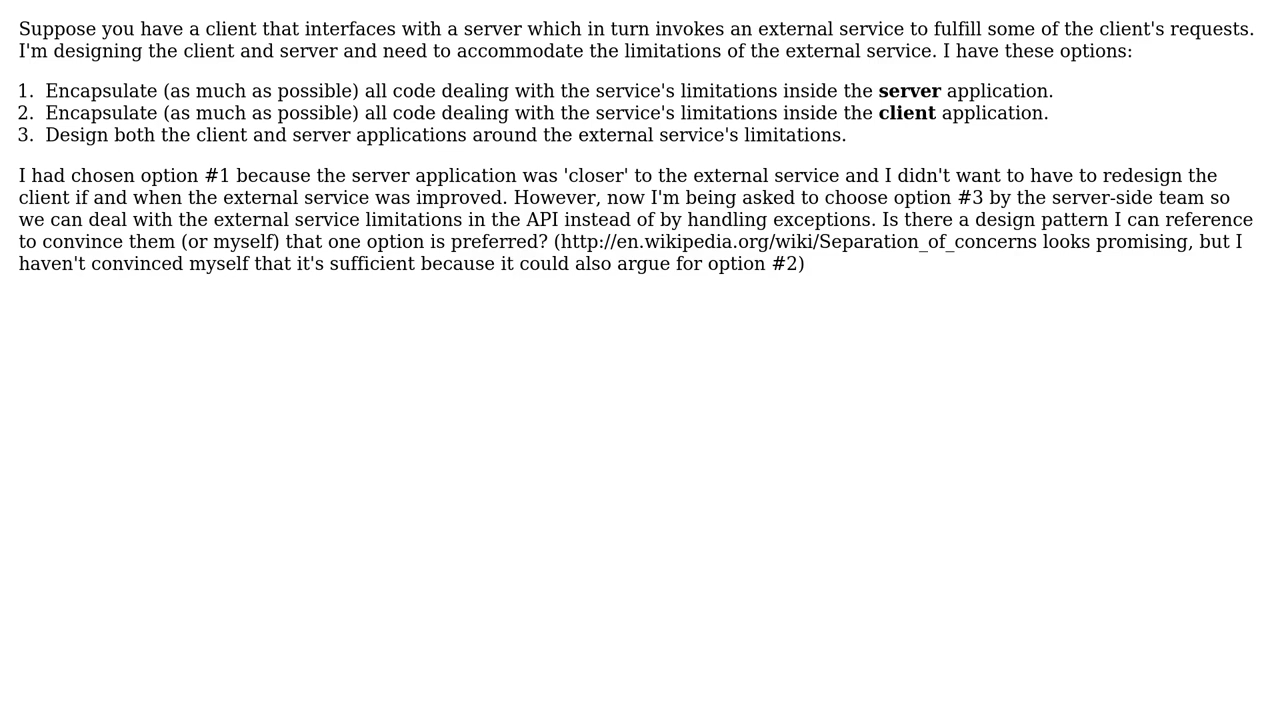 Suppose you have a client that interfaces with a server which in turn invokes an external service to fulfill some of the client's requests.
I'm designing the client and server and need to accommodate the limitations of the external service. I have these options:
1. Encapsulate (as much as possible) all code dealing with the service's limitations inside the server application.
2. Encapsulate (as much as possible) all code dealing with the service's limitations inside the client application.
3. Design both the client and server applications around the external service's limitations.
I had chosen option #1 because the server application was 'closer' to the external service and I didn't want to have to redesign the
client if and when the external service was improved. However, now I'm being asked to choose option #3 by the server-side team so
we can deal with the external service limitations in the API instead of by handling exceptions. Is there a design pattern I can reference
to convince them (or myself) that one option is preferred? (http://en.wikipedia.org/wiki/Separation_of_concerns looks promising, but I
haven't convinced myself that it's sufficient because it could also argue for option #2)